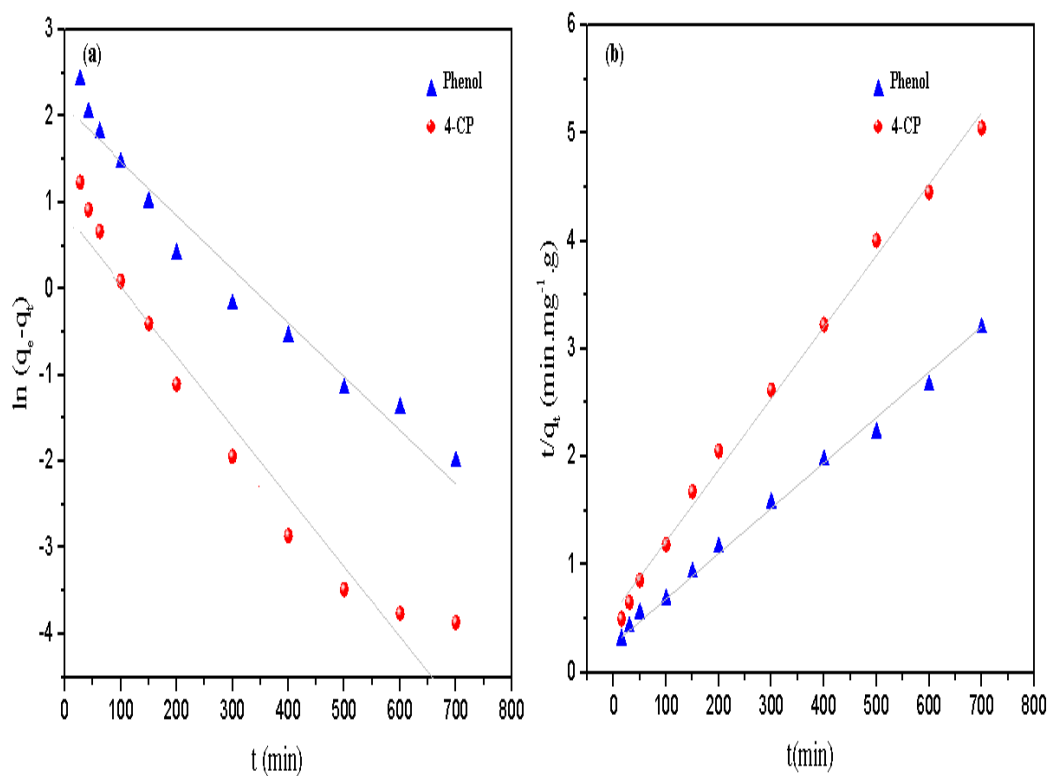 (a)
Phenol
4-CP
3
2
1
0
-1
-2
-3
-4
ln (qₑ-qₜ)
0 100 200 300 400 500 600 700 800
t (min)
(b)
Phenol
4-CP
6
5
4
3
2
1
0
t/qₜ (min.mg⁻¹.g)
0 100 200 300 400 500 600 700 800
t(min)